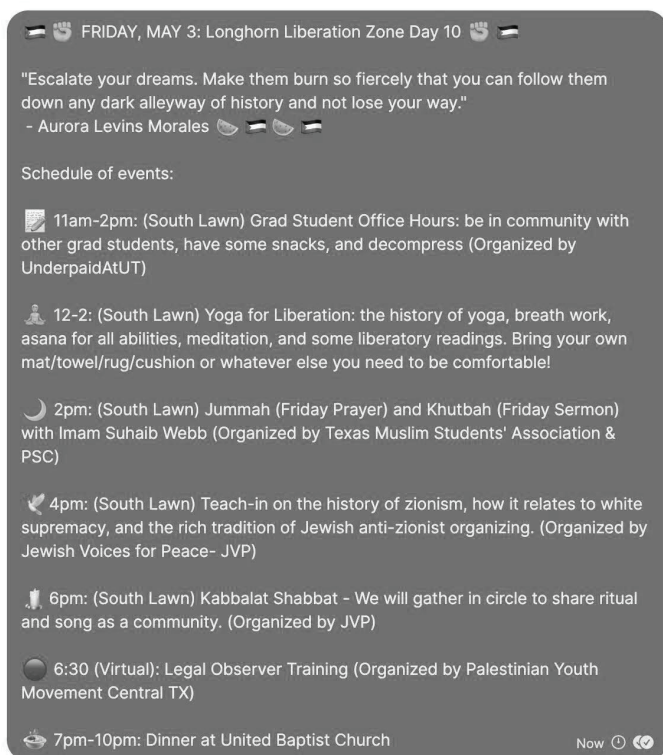 🇵🇸 ✊ FRIDAY, MAY 3: Longhorn Liberation Zone Day 10 ✊ 🇵🇸
"Escalate your dreams. Make them burn so fiercely that you can follow them
down any dark alleyway of history and not lose your way."
- Aurora Levins Morales 🍉 🇵🇸 🍉 🇵🇸
Schedule of events:
📝 11am-2pm: (South Lawn) Grad Student Office Hours: be in community with
other grad students, have some snacks, and decompress (Organized by
UnderpaidAtUT)
🧘 12-2: (South Lawn) Yoga for Liberation: the history of yoga, breath work,
asana for all abilities, meditation, and some liberatory readings. Bring your own
mat/towel/rug/cushion or whatever else you need to be comfortable!
🌙 2pm: (South Lawn) Jummah (Friday Prayer) and Khutbah (Friday Sermon)
with Imam Suhaib Webb (Organized by Texas Muslim Students' Association &
PSC)
🕊 4pm: (South Lawn) Teach-in on the history of zionism, how it relates to white
supremacy, and the rich tradition of Jewish anti-zionist organizing. (Organized by
Jewish Voices for Peace- JVP)
🕯 6pm: (South Lawn) Kabbalat Shabbat - We will gather in circle to share ritual
and song as a community. (Organized by JVP)
6:30 (Virtual): Legal Observer Training (Organized by Palestinian Youth
Movement Central TX)
🍲 7pm-10pm: Dinner at United Baptist Church
Now